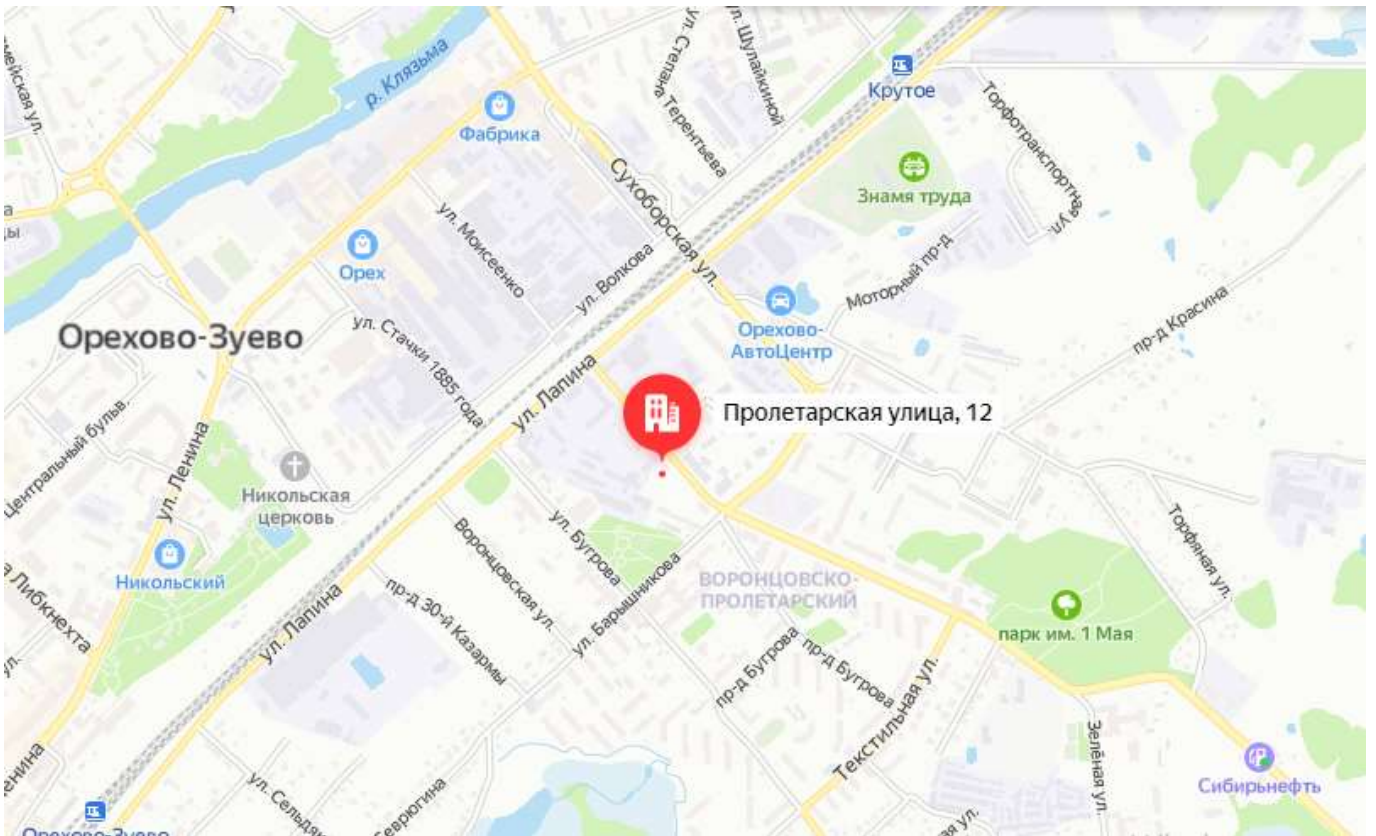 р. Клязьма
Фабрика
ул. Степана Терентьева
ул. Шулайкиной
Крутое
Торфотранспортная
ул.
Знамя труда
Сухоборская ул.
ул. Моисеенко
ул. Волкова
Орех
Моторный пр-д
пр-д Красина
Орехово-Зуево
ул. Стачки 1885 года
Орехово-
АвтоЦентр
ул. Лапина
Пролетарская улица, 12
Центральный бульв.
ул. Ленина
Никольская
церковь
Никольский
Воронцовская ул.
ул. Бугрова
ул. Барышникова
ВОРОНЦОВСКО-
ПРОЛЕТАРСКИЙ
Торфяная ул.
парк им. 1 Мая
пр-д 30-й Казармы
ул. Лапина
пр-д Бугрова
пр-д Бугрова
Текстильная ул.
Зелёная ул.
Сибирьнефть
Орехово-Зуево